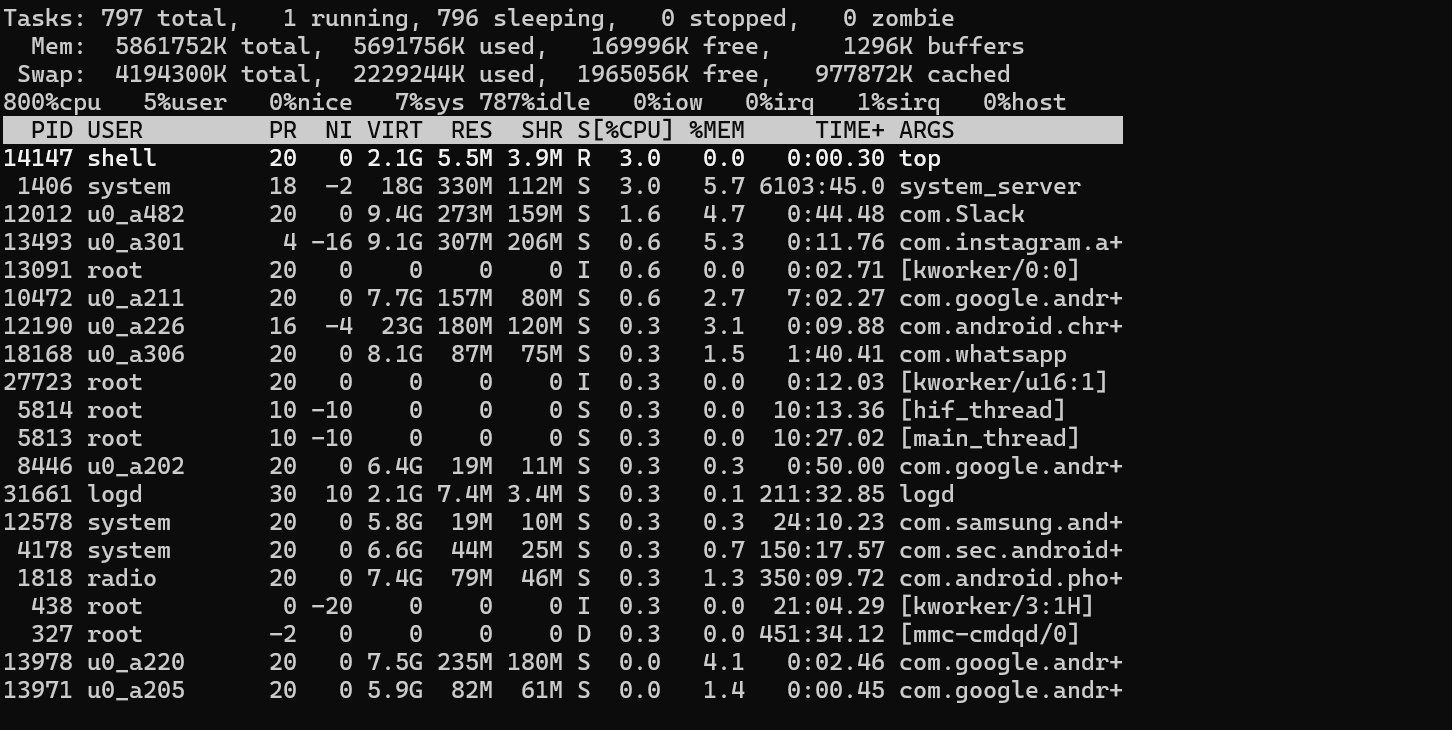 Tasks: 797 total,   1 running, 796 sleeping,   0 stopped,   0 zombie
  Mem:  5861752K total,  5691756K used,   169996K free,     1296K buffers
 Swap:  4194300K total,  2229244K used,  1965056K free,   977872K cached
800%cpu   5%user   0%nice   7%sys 787%idle   0%iow   0%irq   1%sirq   0%host
  PID USER         PR  NI VIRT  RES  SHR S[%CPU] %MEM     TIME+ ARGS
14147 shell        20   0 2.1G 5.5M 3.9M R  3.0   0.0   0:00.30 top
 1406 system       18  -2  18G 330M 112M S  3.0   5.7 6103:45.0 system_server
12012 u0_a482      20   0 9.4G 273M 159M S  1.6   4.7   0:44.48 com.Slack
13493 u0_a301       4 -16 9.1G 307M 206M S  0.6   5.3   0:11.76 com.instagram.a+
13091 root         20   0    0    0    0 I  0.6   0.0   0:02.71 [kworker/0:0]
10472 u0_a211      20   0 7.7G 157M  80M S  0.6   2.7   7:02.27 com.google.andr+
12190 u0_a226      16  -4  23G 180M 120M S  0.3   3.1   0:09.88 com.android.chr+
18168 u0_a306      20   0 8.1G  87M  75M S  0.3   1.5   1:40.41 com.whatsapp
27723 root         20   0    0    0    0 I  0.3   0.0   0:12.03 [kworker/u16:1]
 5814 root         10 -10    0    0    0 S  0.3   0.0  10:13.36 [hif_thread]
 5813 root         10 -10    0    0    0 S  0.3   0.0  10:27.02 [main_thread]
 8446 u0_a202      20   0 6.4G  19M  11M S  0.3   0.3   0:50.00 com.google.andr+
31661 logd         30  10 2.1G 7.4M 3.4M S  0.3   0.1 211:32.85 logd
12578 system       20   0 5.8G  19M  10M S  0.3   0.3  24:10.23 com.samsung.and+
 4178 system       20   0 6.6G  44M  25M S  0.3   0.7 150:17.57 com.sec.android+
 1818 radio        20   0 7.4G  79M  46M S  0.3   1.3 350:09.72 com.android.pho+
  438 root          0 -20    0    0    0 I  0.3   0.0  21:04.29 [kworker/3:1H]
  327 root         -2   0    0    0    0 D  0.3   0.0 451:34.12 [mmc-cmdqd/0]
13978 u0_a220      20   0 7.5G 235M 180M S  0.0   4.1   0:02.46 com.google.andr+
13971 u0_a205      20   0 5.9G  82M  61M S  0.0   1.4   0:00.45 com.google.andr+